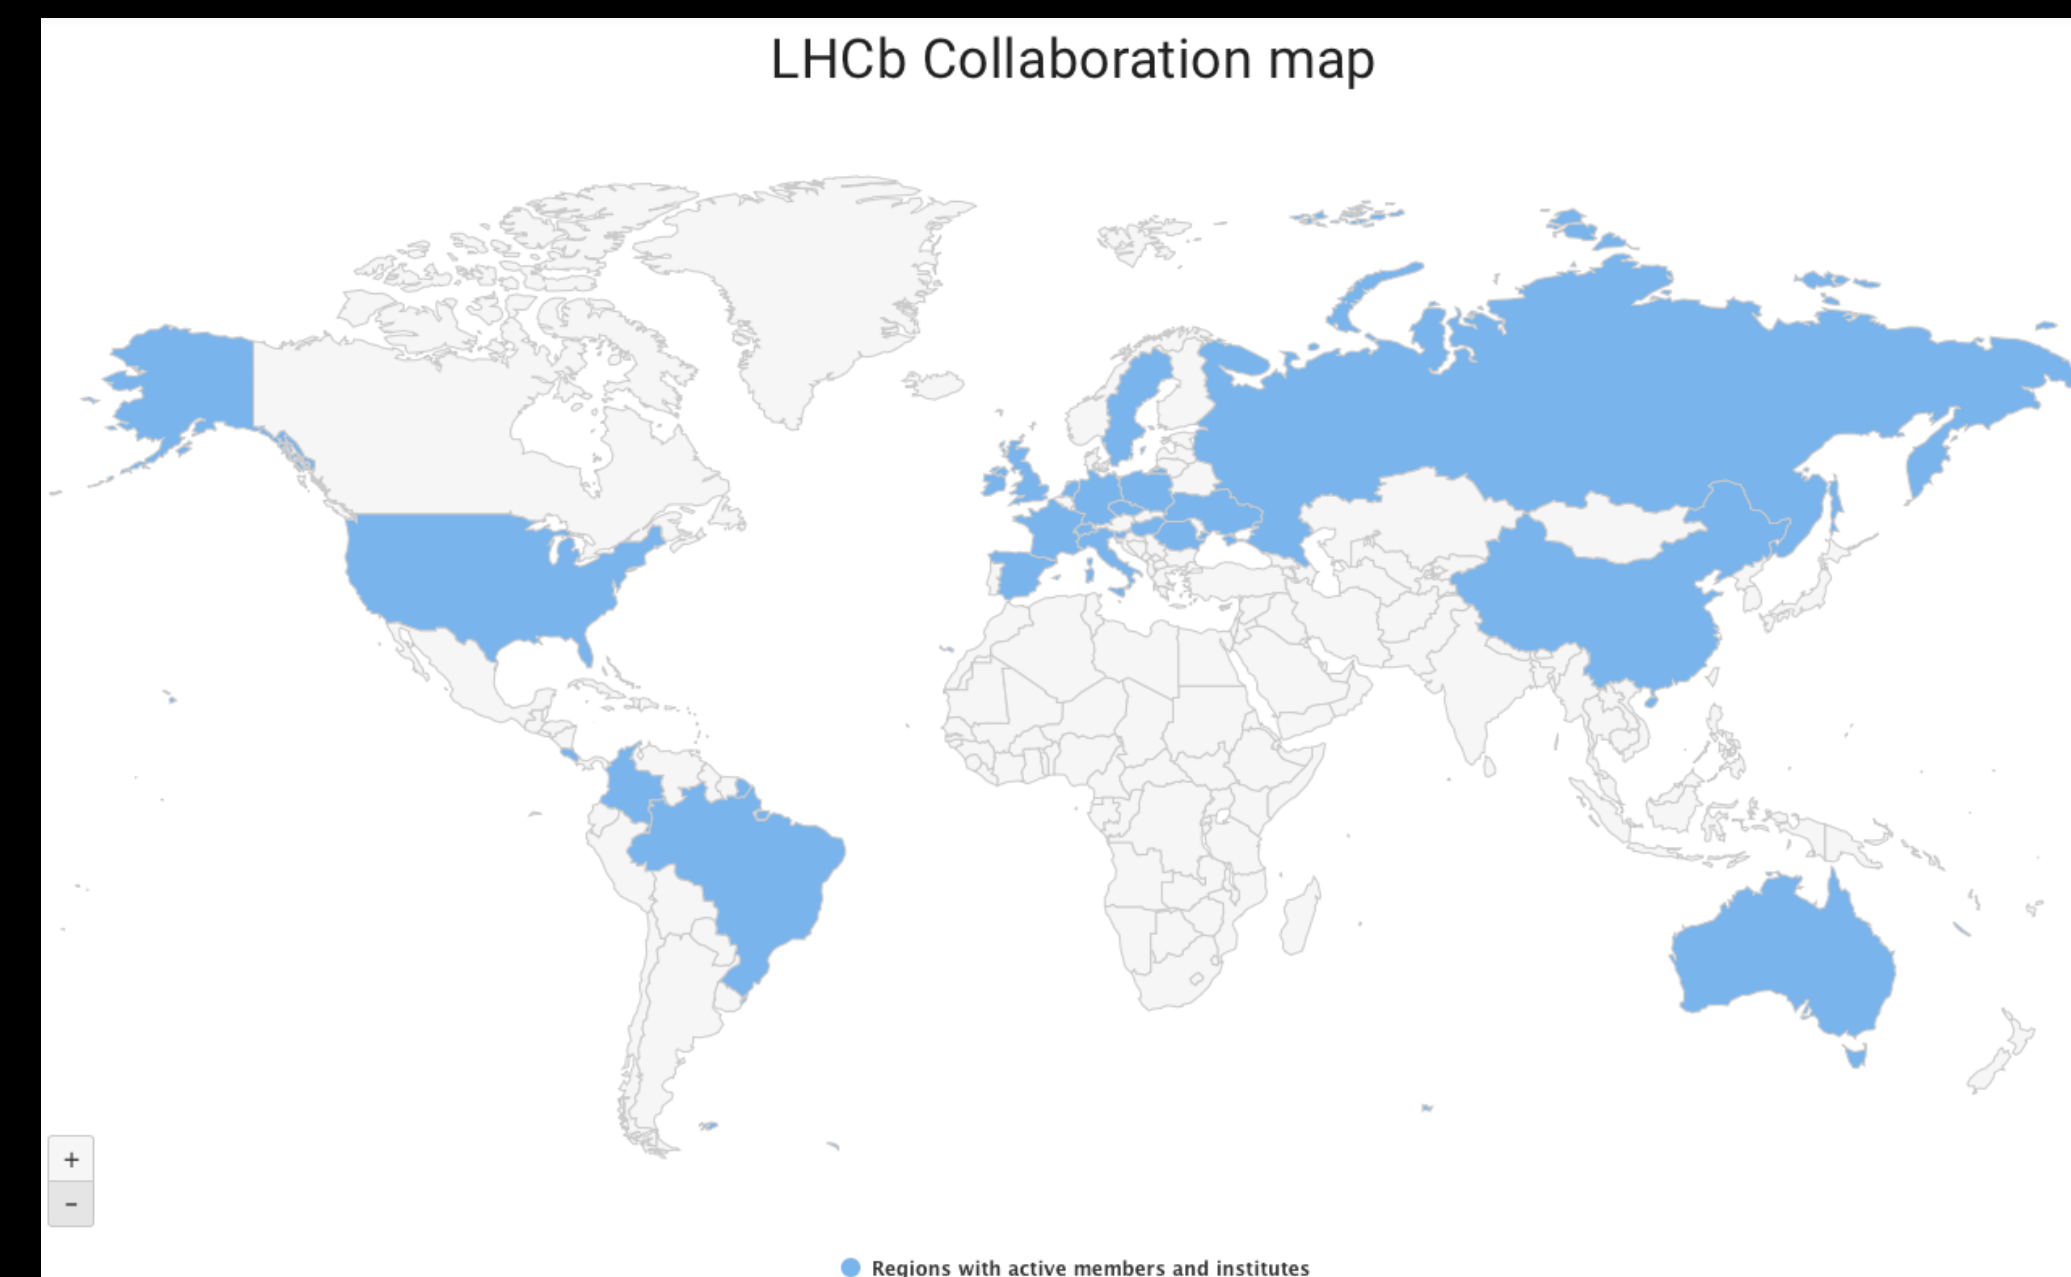 LHCb Collaboration map
+
-
Regions with active members and institutes